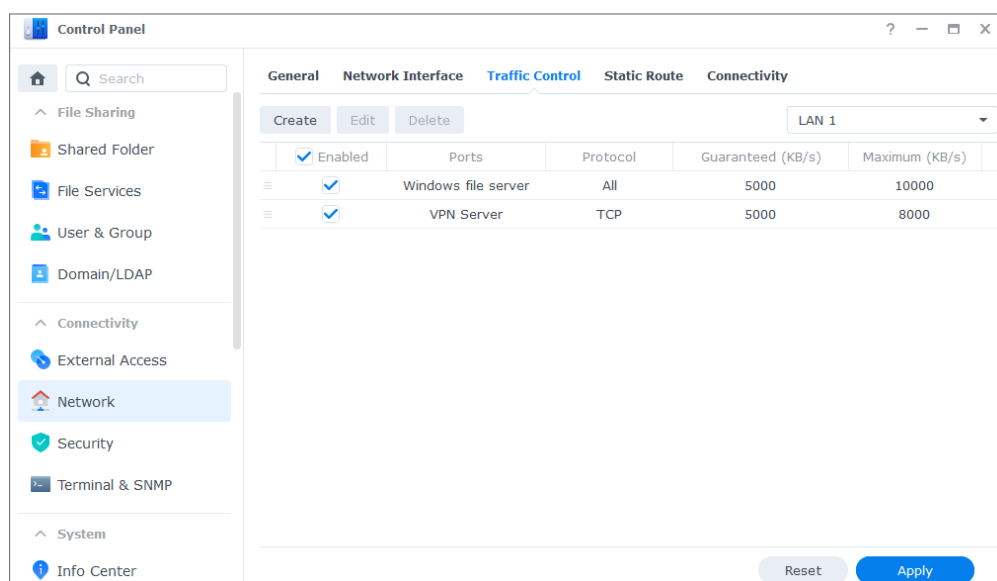 Control Panel
?
Search
General Network Interface Traffic Control Static Route Connectivity
File Sharing
Shared Folder
File Services
User & Group
Domain/LDAP
Connectivity
External Access
Network
Security
Terminal & SNMP
System
Info Center
Create Edit Delete LAN 1
Enabled Ports Protocol Guaranteed (KB/s) Maximum (KB/s)
Windows file server All 5000 10000
VPN Server TCP 5000 8000
Reset Apply